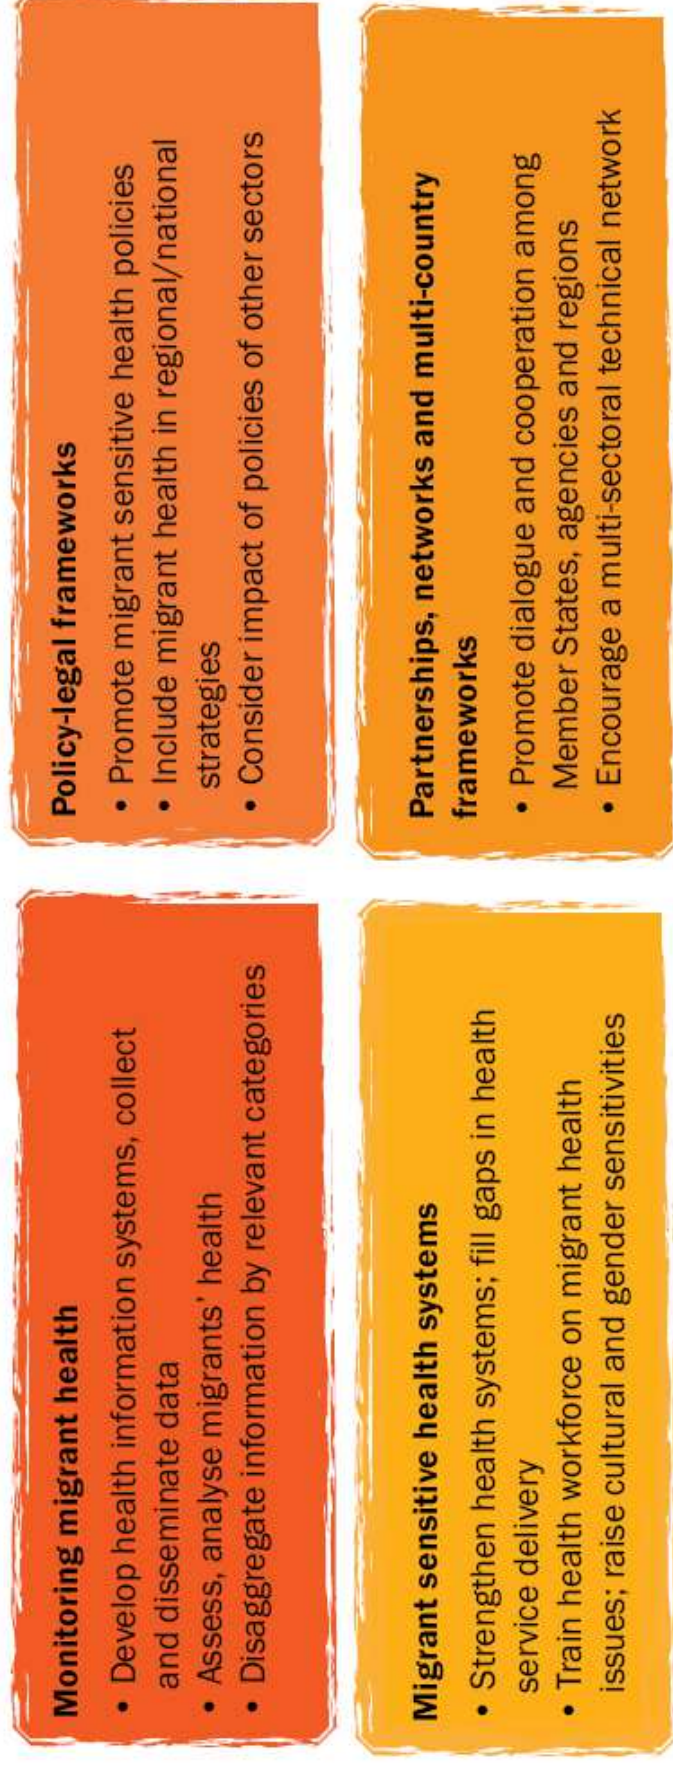 Monitoring migrant health
• Develop health information systems, collect
and disseminate data
• Assess, analyse migrants' health
• Disaggregate information by relevant categories
Policy-legal frameworks
• Promote migrant sensitive health policies
• Include migrant health in regional/national
strategies
• Consider impact of policies of other sectors
Migrant sensitive health systems
• Strengthen health systems; fill gaps in health
service delivery
• Train health workforce on migrant health
issues; raise cultural and gender sensitivities
Partnerships, networks and multi-country
frameworks
• Promote dialogue and cooperation among
Member States, agencies and regions
• Encourage a multi-sectoral technical network